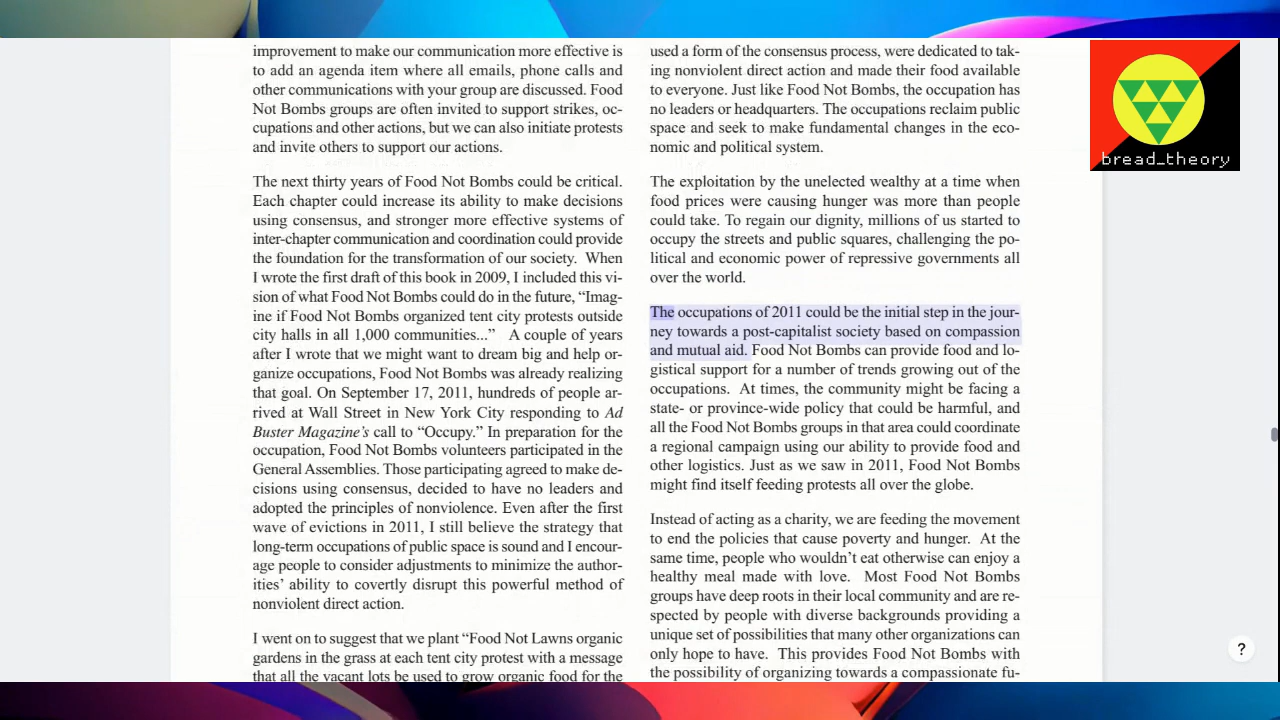 improvement to make our communication more effective is
to add an agenda item where all emails, phone calls and
other communications with your group are discussed. Food
Not Bombs groups are often invited to support strikes, oc-
cupations and other actions, but we can also initiate protests
and invite others to support our actions.
The next thirty years of Food Not Bombs could be critical.
Each chapter could increase its ability to make decisions
using consensus, and stronger more effective systems of
inter-chapter communication and coordination could provide
the foundation for the transformation of our society. When
I wrote the first draft of this book in 2009, I included this vi-
sion of what Food Not Bombs could do in the future, “Imag-
ine if Food Not Bombs organized tent city protests outside
city halls in all 1,000 communities...” A couple of years
after I wrote that we might want to dream big and help or-
ganize occupations, Food Not Bombs was already realizing
that goal. On September 17, 2011, hundreds of people ar-
rived at Wall Street in New York City responding to Ad
Buster Magazine’s call to “Occupy.” In preparation for the
occupation, Food Not Bombs volunteers participated in the
General Assemblies. Those participating agreed to make de-
cisions using consensus, decided to have no leaders and
adopted the principles of nonviolence. Even after the first
wave of evictions in 2011, I still believe the strategy that
long-term occupations of public space is sound and I encour-
age people to consider adjustments to minimize the author-
ities’ ability to covertly disrupt this powerful method of
nonviolent direct action.
I went on to suggest that we plant “Food Not Lawns organic
gardens in the grass at each tent city protest with a message
that all the vacant lots be used to grow organic food for the
used a form of the consensus process, were dedicated to tak-
ing nonviolent direct action and made their food available
to everyone. Just like Food Not Bombs, the occupation has
no leaders or headquarters. The occupations reclaim public
space and seek to make fundamental changes in the eco-
nomic and political system.
The exploitation by the unelected wealthy at a time when
food prices were causing hunger was more than people
could take. To regain our dignity, millions of us started to
occupy the streets and public squares, challenging the po-
litical and economic power of repressive governments all
over the world.
The occupations of 2011 could be the initial step in the jour-
ney towards a post-capitalist society based on compassion
and mutual aid. Food Not Bombs can provide food and lo-
gistical support for a number of trends growing out of the
occupations. At times, the community might be facing a
state- or province-wide policy that could be harmful, and
all the Food Not Bombs groups in that area could coordinate
a regional campaign using our ability to provide food and
other logistics. Just as we saw in 2011, Food Not Bombs
might find itself feeding protests all over the globe.
Instead of acting as a charity, we are feeding the movement
to end the policies that cause poverty and hunger. At the
same time, people who wouldn’t eat otherwise can enjoy a
healthy meal made with love. Most Food Not Bombs
groups have deep roots in their local community and are re-
spected by people with diverse backgrounds providing a
unique set of possibilities that many other organizations can
only hope to have. This provides Food Not Bombs with
the possibility of organizing towards a compassionate fu-
bread_theory
?